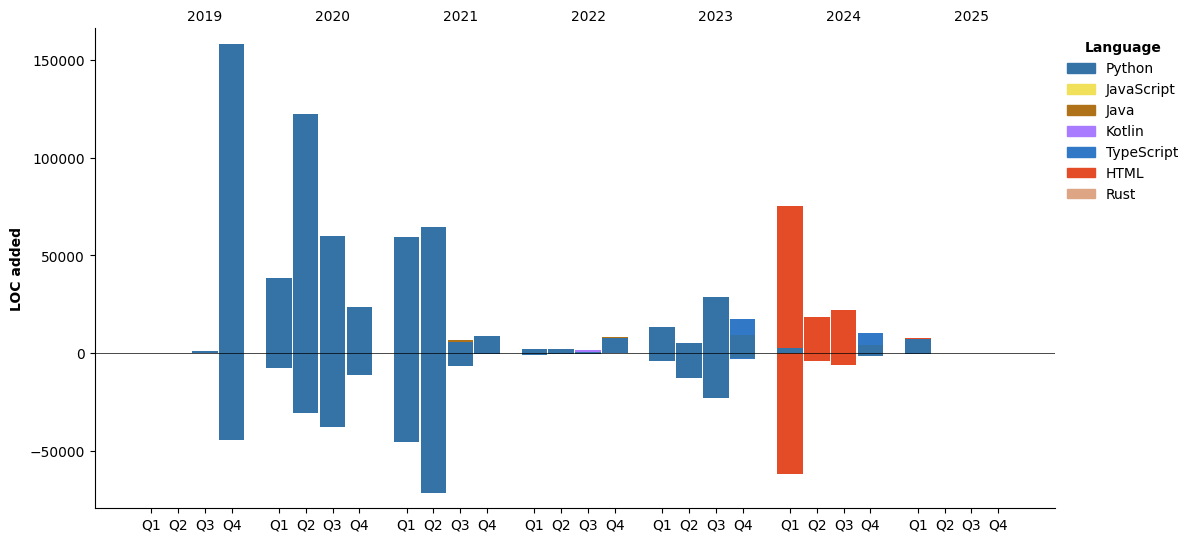 2019 2020 2021 2022 2023 2024 2025
Language
Python
JavaScript
Java
Kotlin
TypeScript
HTML
Rust
LOC added
150000
100000
50000
0
−50000
Q1 Q2 Q3 Q4 Q1 Q2 Q3 Q4 Q1 Q2 Q3 Q4 Q1 Q2 Q3 Q4 Q1 Q2 Q3 Q4 Q1 Q2 Q3 Q4 Q1 Q2 Q3 Q4